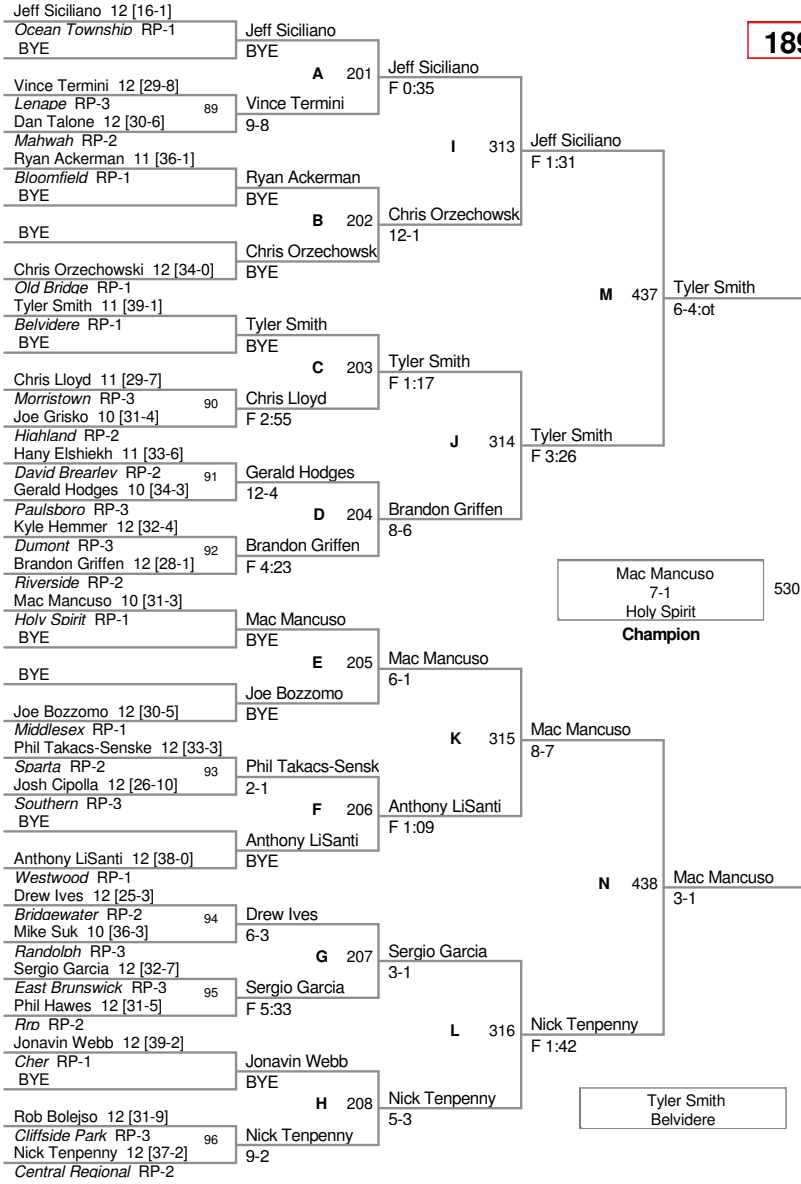 Jeff Siciliano 12 [16-1]
Ocean Township RP-1
BYE
Vince Termini 12 [29-8]
Lenape RP-3
89
Dan Talone 12 [30-6]
Mahwah RP-2
Ryan Ackerman 11 [36-1]
Bloomfield RP-1
BYE
BYE
Chris Orzechowski 12 [34-0]
Old Bridge RP-1
Tyler Smith 11 [39-1]
Belvidere RP-1
BYE
Chris Lloyd 11 [29-7]
Morristown RP-3
90
Joe Grisko 10 [31-4]
Highland RP-2
Hany Elshiekh 11 [33-6]
David Brearley RP-2
91
Gerald Hodges 10 [34-3]
Paulsboro RP-3
Kyle Hemmer 12 [32-4]
Dumont RP-3
92
Brandon Griffen 12 [28-1]
Riverside RP-2
Mac Mancuso 10 [31-3]
Holy Spirit RP-1
BYE
BYE
Joe Bozzomo 12 [30-5]
Middlesex RP-1
Phil Takacs-Senske 12 [33-3]
Sparta RP-2
93
Josh Cipolla 12 [26-10]
Southern RP-3
BYE
Anthony LiSanti 12 [38-0]
Westwood RP-1
Drew Ives 12 [25-3]
Bridgewater RP-2
94
Mike Suk 10 [36-3]
Randolph RP-3
Sergio Garcia 12 [32-7]
East Brunswick RP-3
95
Phil Hawes 12 [31-5]
Rrp RP-2
Jonavin Webb 12 [39-2]
Cher RP-1
BYE
Rob Bolejso 12 [31-9]
Cliffside Park RP-3
96
Nick Tenpenny 12 [37-2]
Central Regional RP-2
Jeff Siciliano
BYE
A 201
Vince Termini
9-8
Ryan Ackerman
BYE
B 202
Chris Orzechowsk
BYE
Tyler Smith
BYE
C 203
Chris Lloyd
F 2:55
Gerald Hodges
12-4
D 204
Brandon Griffen
F 4:23
Mac Mancuso
BYE
E 205
Joe Bozzomo
BYE
Phil Takacs-Sensk
2-1
F 206
Anthony LiSanti
BYE
Drew Ives
6-3
G 207
Sergio Garcia
F 5:33
Jonavin Webb
BYE
H 208
Nick Tenpenny
9-2
Jeff Siciliano
F 0:35
I 313
Chris Orzechowsk
12-1
Tyler Smith
F 1:17
J 314
Brandon Griffen
8-6
Mac Mancuso
6-1
K 315
Anthony LiSanti
F 1:09
Sergio Garcia
3-1
L 316
Nick Tenpenny
5-3
Jeff Siciliano
F 1:31
M 437
Tyler Smith
F 3:26
Mac Mancuso
8-7
N 438
Nick Tenpenny
F 1:42
189
Tyler Smith
6-4:ot
Mac Mancuso
7-1
Holy Spirit
530
Champion
Mac Mancuso
3-1
Tyler Smith
Belvidere